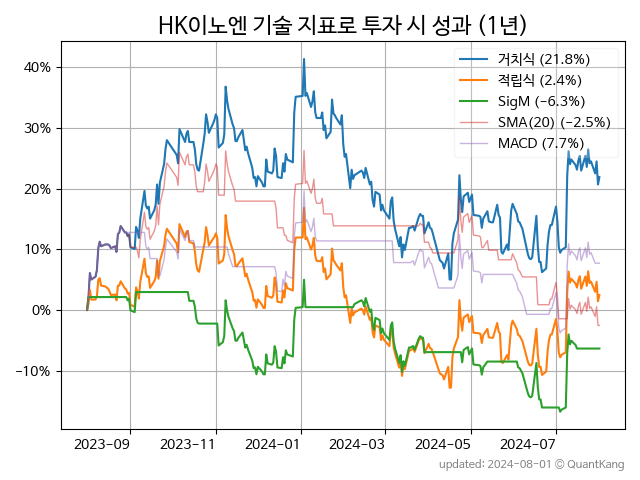 HK이노엔 기술 지표로 투자 시 성과 (1년)
거치식 (21.8%)
적립식 (2.4%)
SigM (−6.3%)
SMA(20) (−2.5%)
MACD (7.7%)
40%
30%
20%
10%
0%
−10%
2023-09 2023-11 2024-01 2024-03 2024-05 2024-07
updated: 2024-08-01 © QuantKang